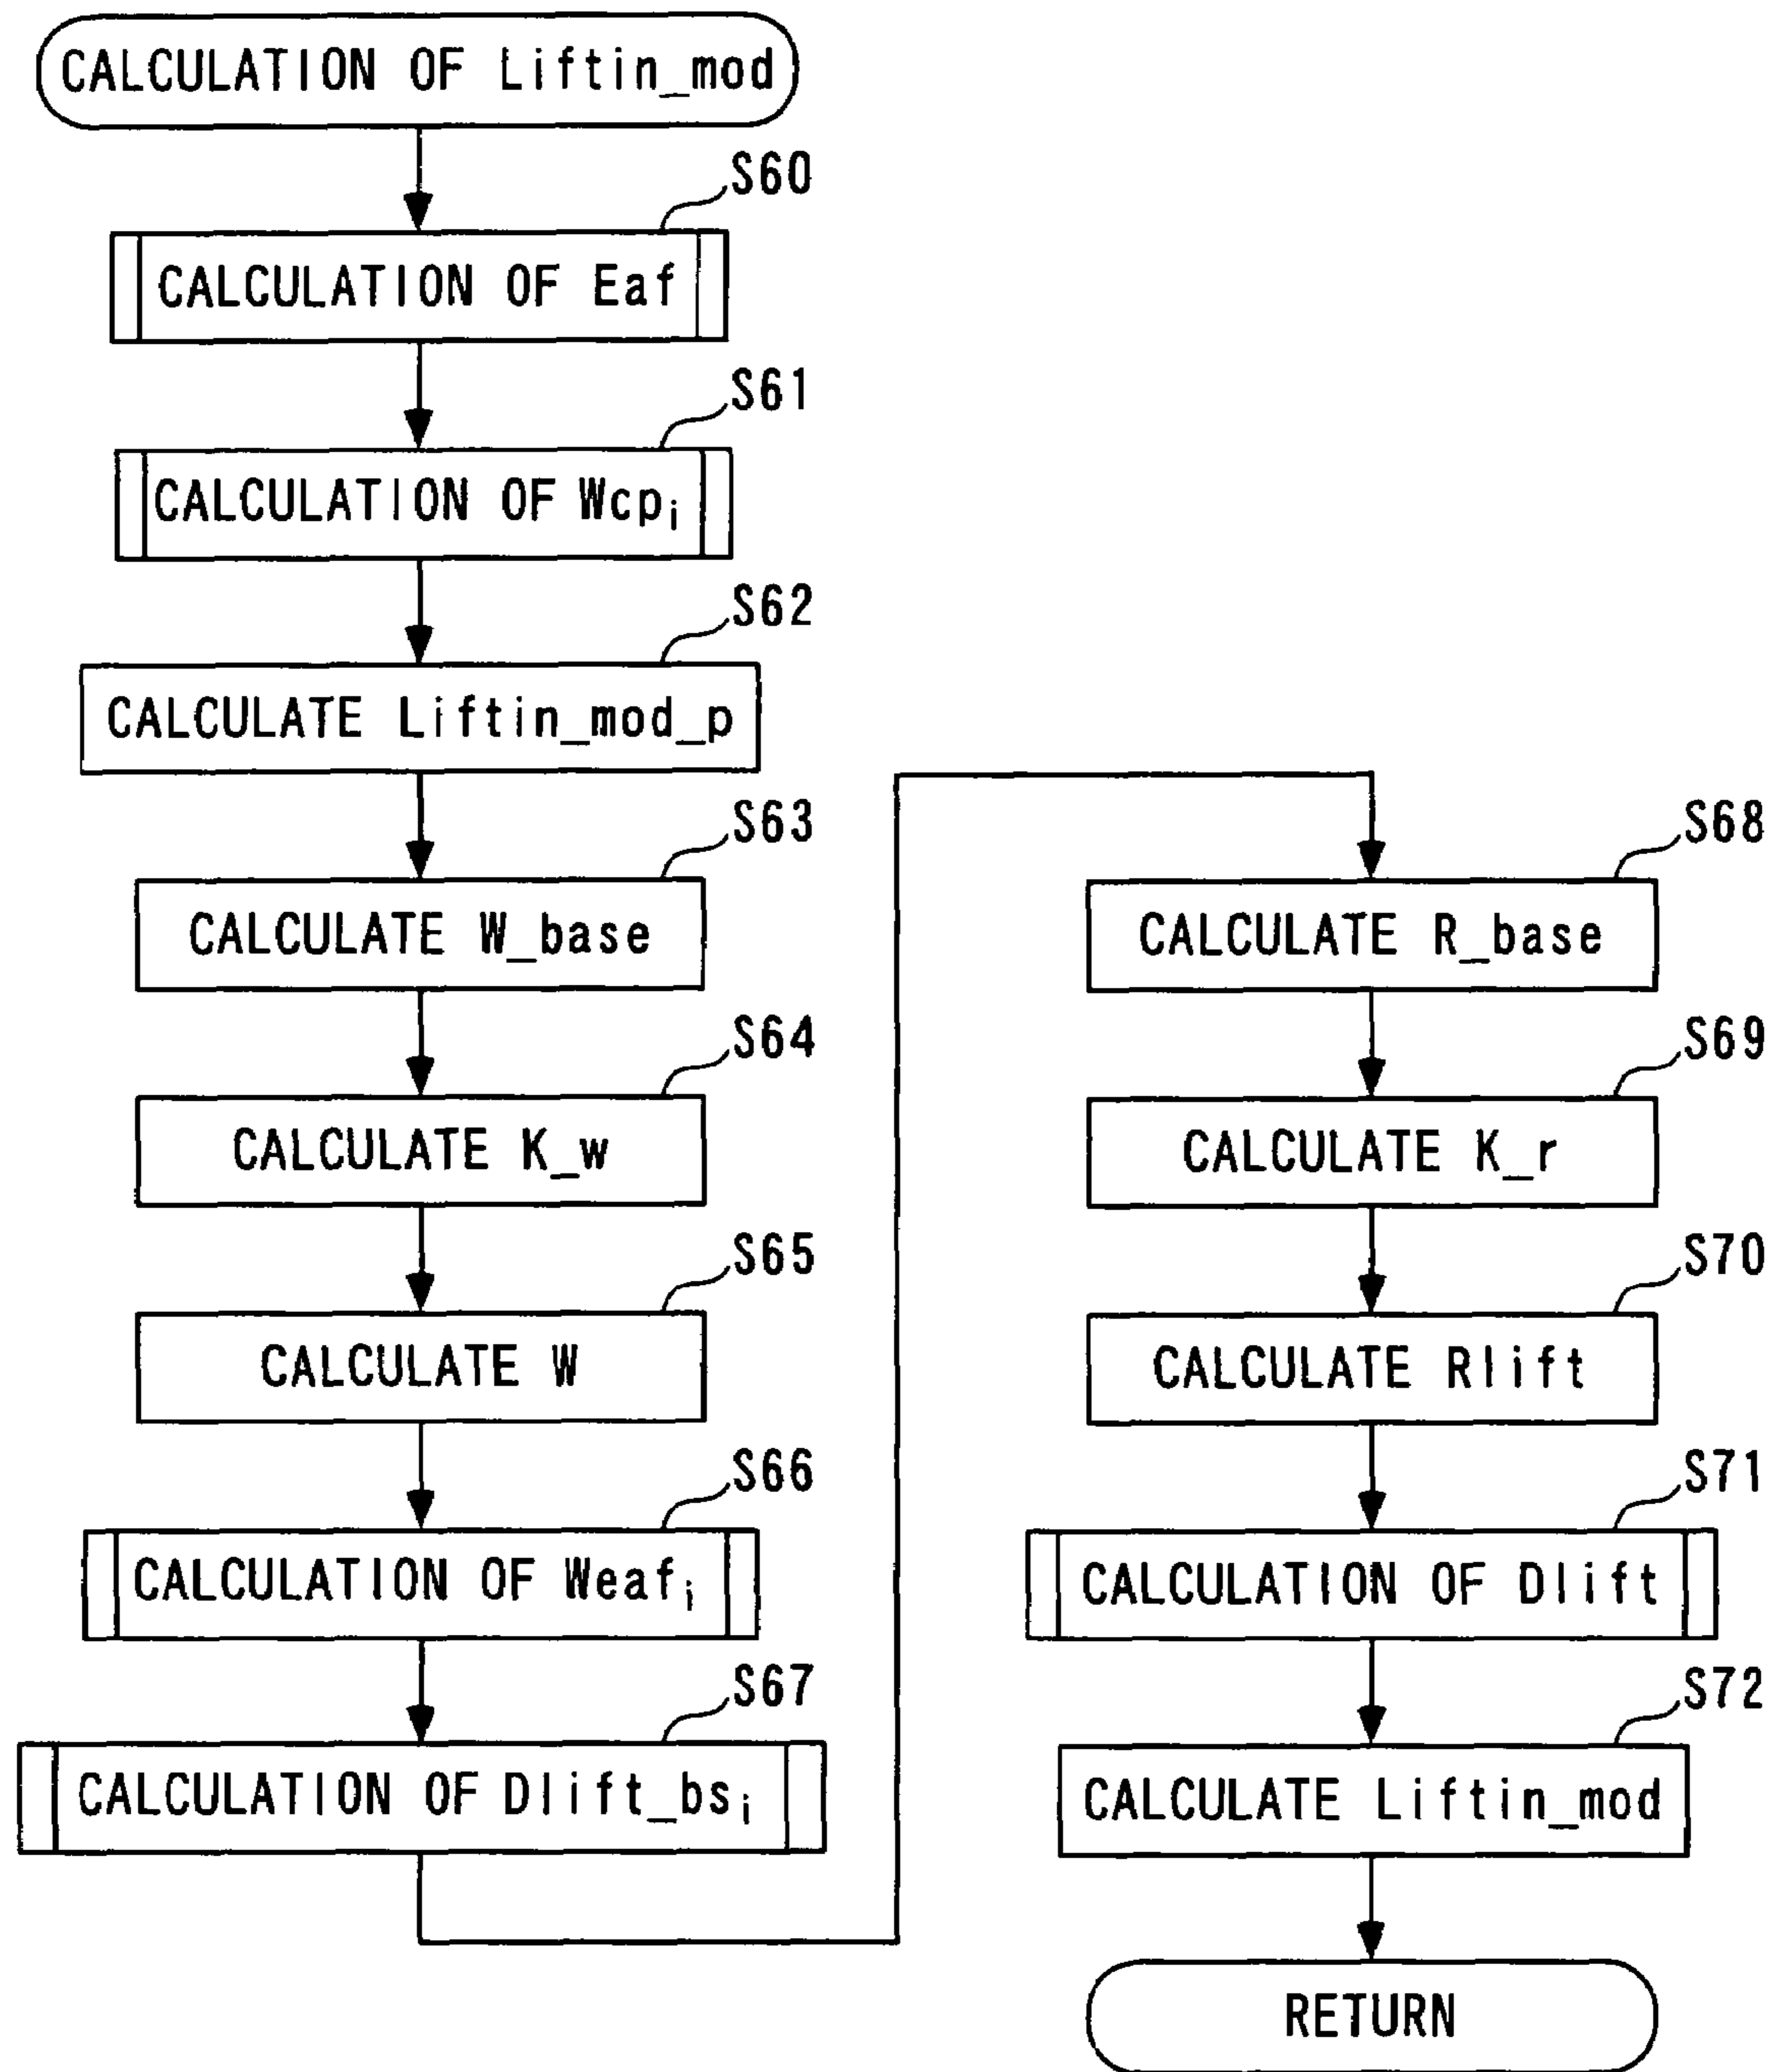 CALCULATION OF Liftin_mod
S60
CALCULATION OF Eaf
S61
CALCULATION OF Wcpi
S62
CALCULATE Liftin_mod_p
S63
CALCULATE W_base
S64
CALCULATE K_w
S65
CALCULATE W
S66
CALCULATION OF Weafi
S67
CALCULATION OF Dlift_bsi
S68
CALCULATE R_base
S69
CALCULATE K_r
S70
CALCULATE Rlift
S71
CALCULATION OF Dlift
S72
CALCULATE Liftin_mod
RETURN